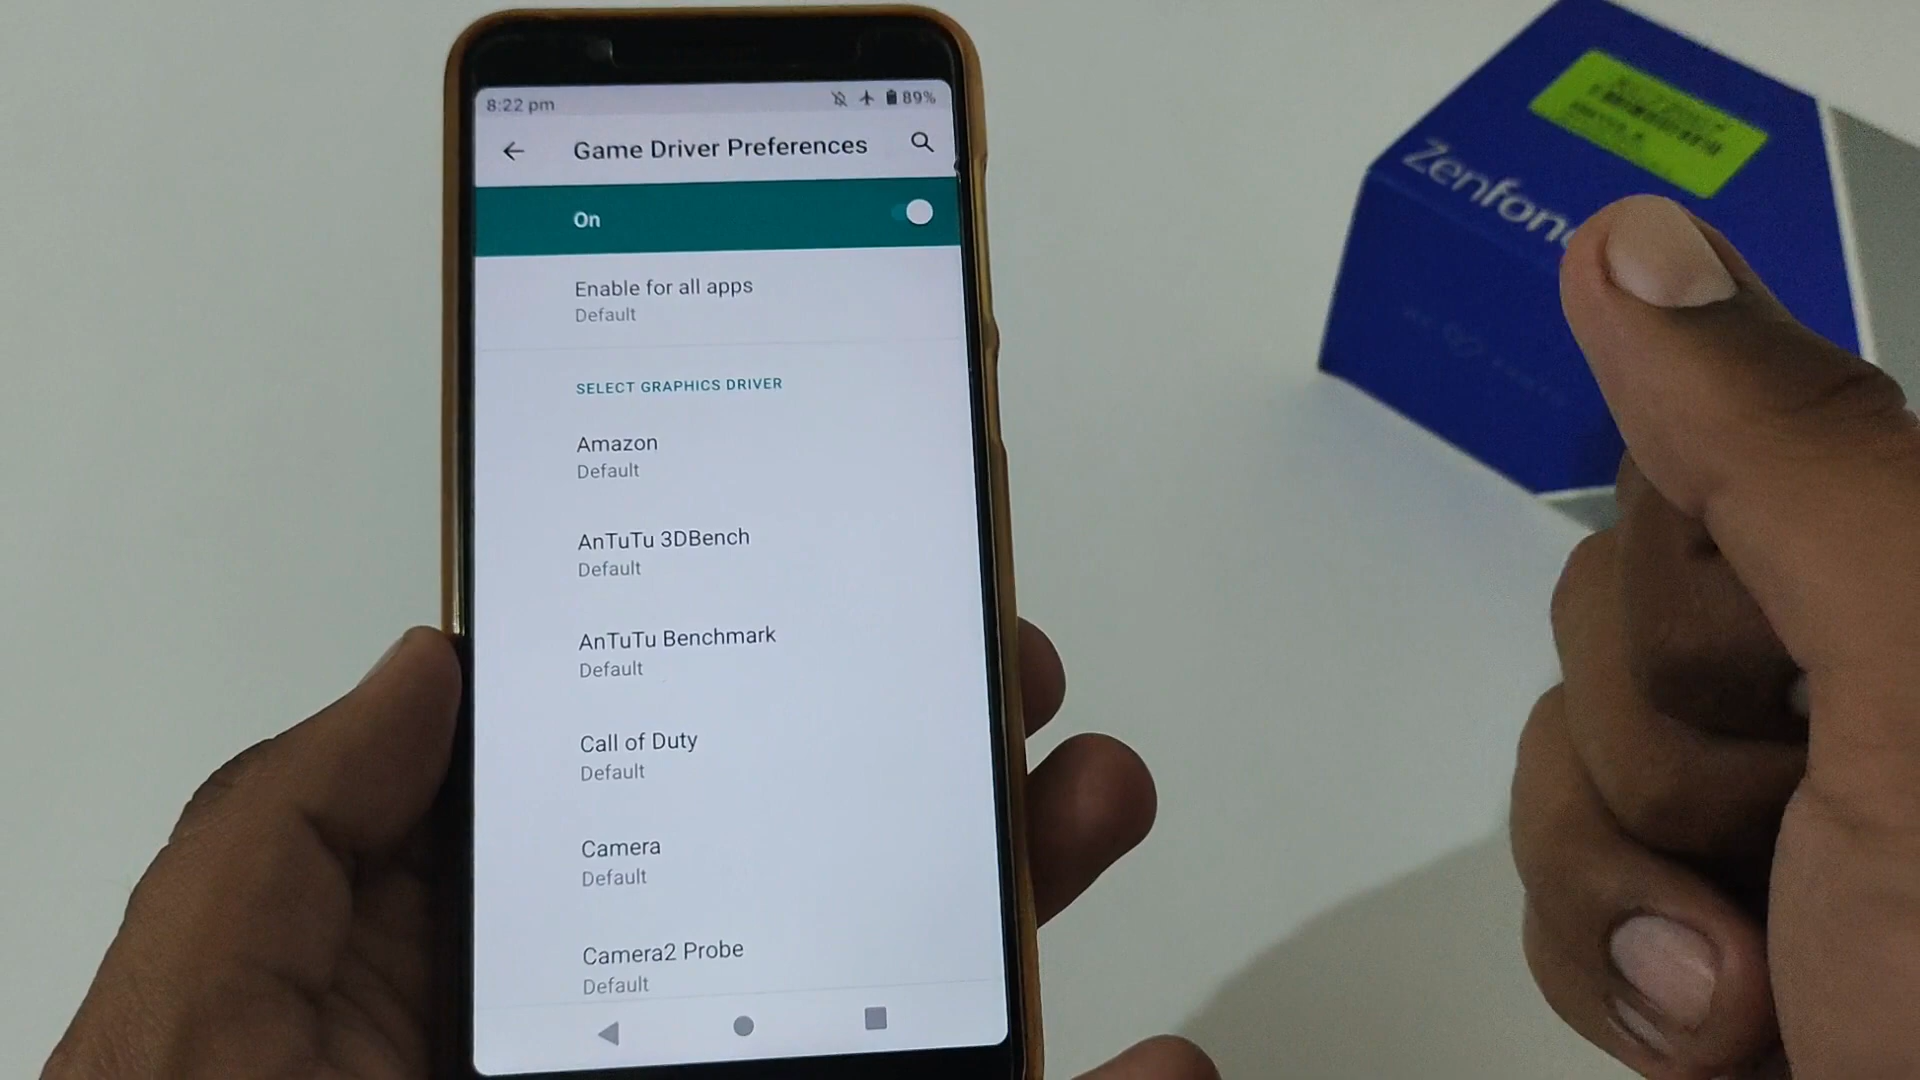 8:22 pm
89%
Game Driver Preferences
On
Enable for all apps
Default
SELECT GRAPHICS DRIVER
Amazon
Default
AnTuTu 3DBench
Default
AnTuTu Benchmark
Default
Call of Duty
Default
Camera
Default
Camera2 Probe
Default
Zenfon